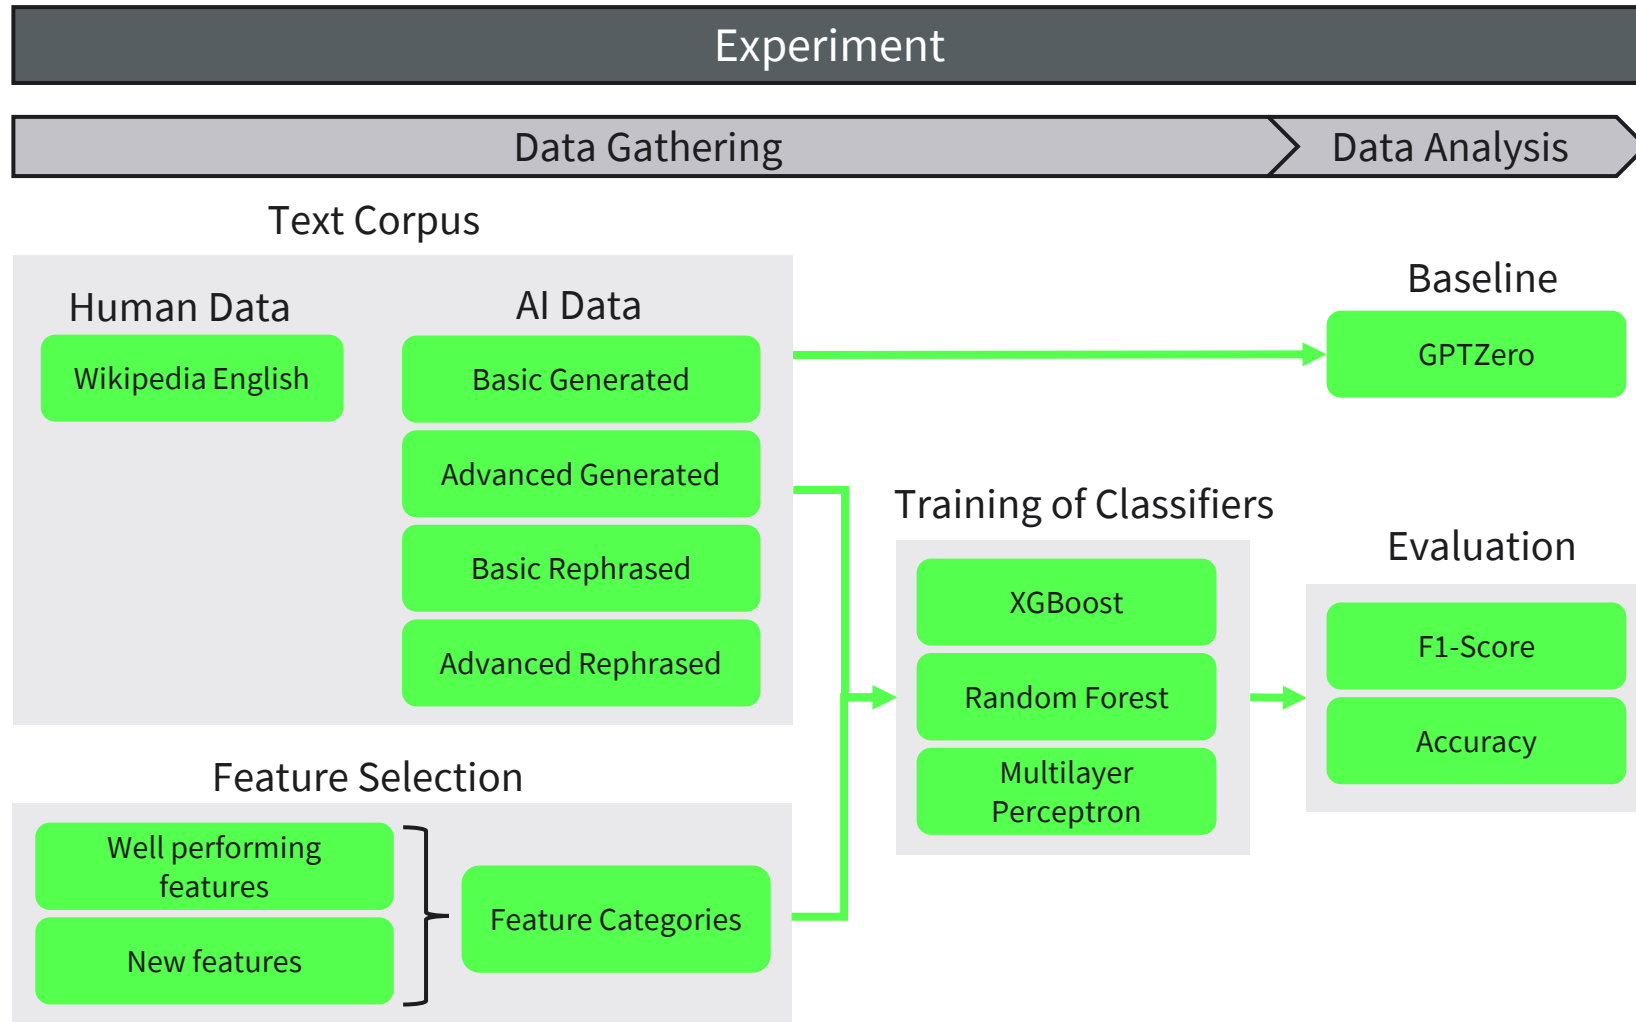 Experiment
Data Gathering
Data Analysis
Text Corpus
Human Data
Wikipedia English
AI Data
Basic Generated
Advanced Generated
Basic Rephrased
Advanced Rephrased
Feature Selection
Well performing
features
New features
Feature Categories
Training of Classifiers
XGBoost
Random Forest
Multilayer
Perceptron
Baseline
GPTZero
Evaluation
F1-Score
Accuracy